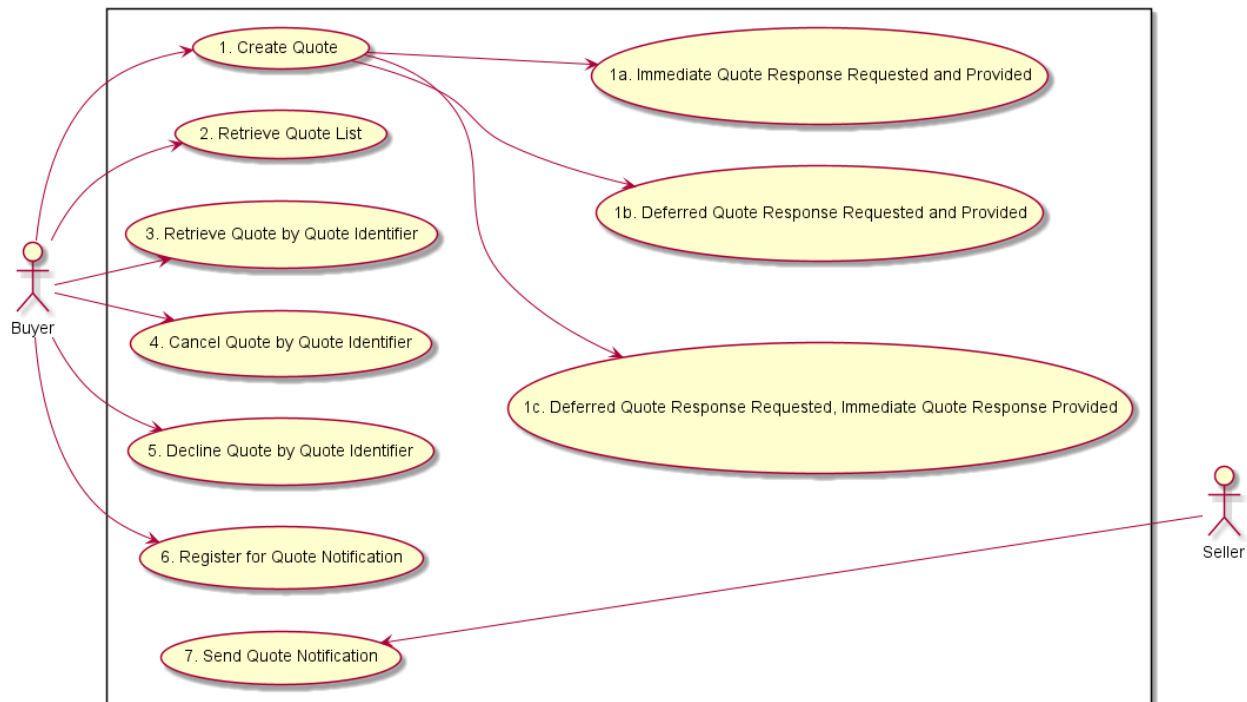 1. Create Quote
1a. Immediate Quote Response Requested and Provided
2. Retrieve Quote List
1b. Deferred Quote Response Requested and Provided
3. Retrieve Quote by Quote Identifier
Buyer
4. Cancel Quote by Quote Identifier
1c. Deferred Quote Response Requested, Immediate Quote Response Provided
5. Decline Quote by Quote Identifier
6. Register for Quote Notification
Seller
7. Send Quote Notification